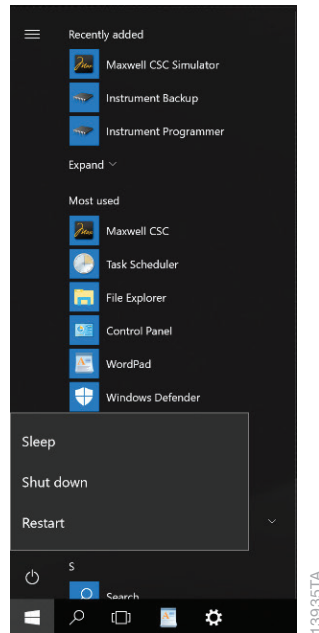 Recently added
Maxwell CSC Simulator
Instrument Backup
Instrument Programmer
Expand
Most used
Maxwell CSC
Task Scheduler
File Explorer
Control Panel
WordPad
Windows Defender
Sleep
Shut down
Restart
S
Search
13935TA